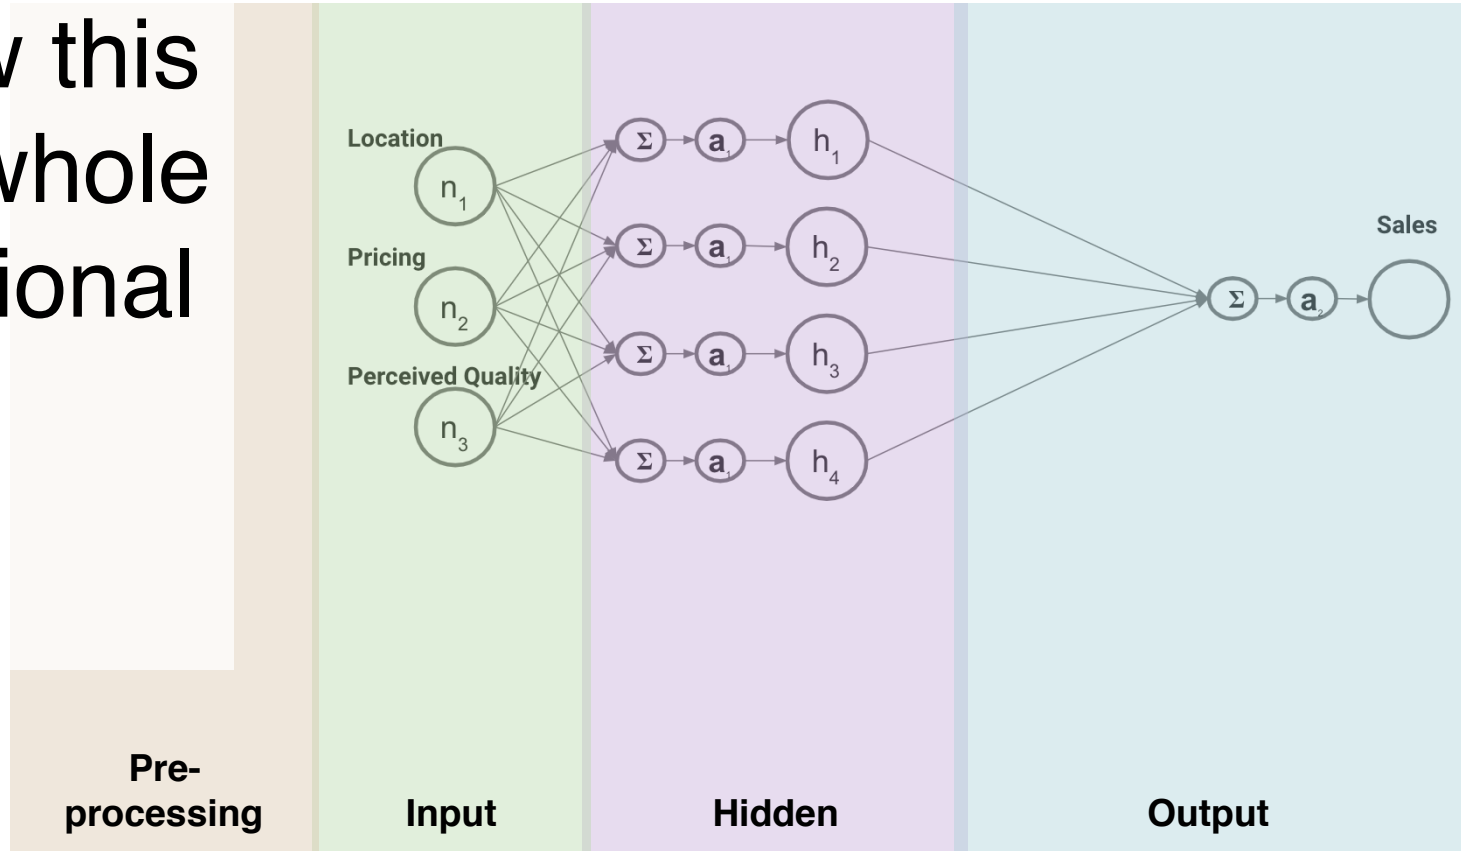 this
whole
ional
Location
n1
Pricing
n2
Perceived Quality
n3
Σ a1 h1
Σ a1 h2
Σ a1 h3
Σ a1 h4
Sales
Σ a2
Pre-
processing
Input
Hidden
Output